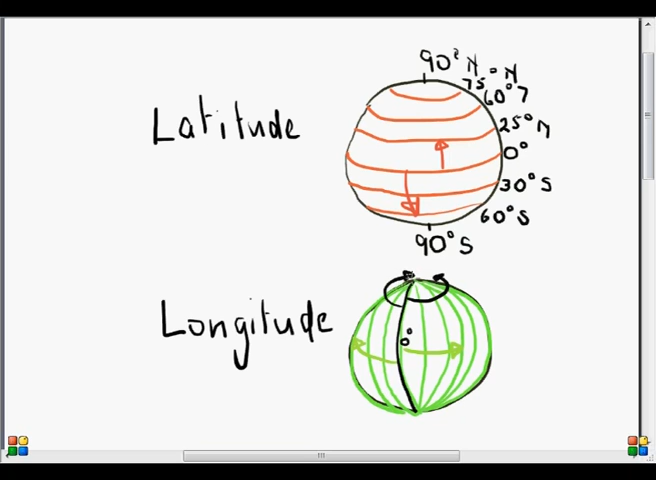 90° N
75° N
60° N
Latitude
25° N
0°
30° S
60° S
90° S
Longitude
0°